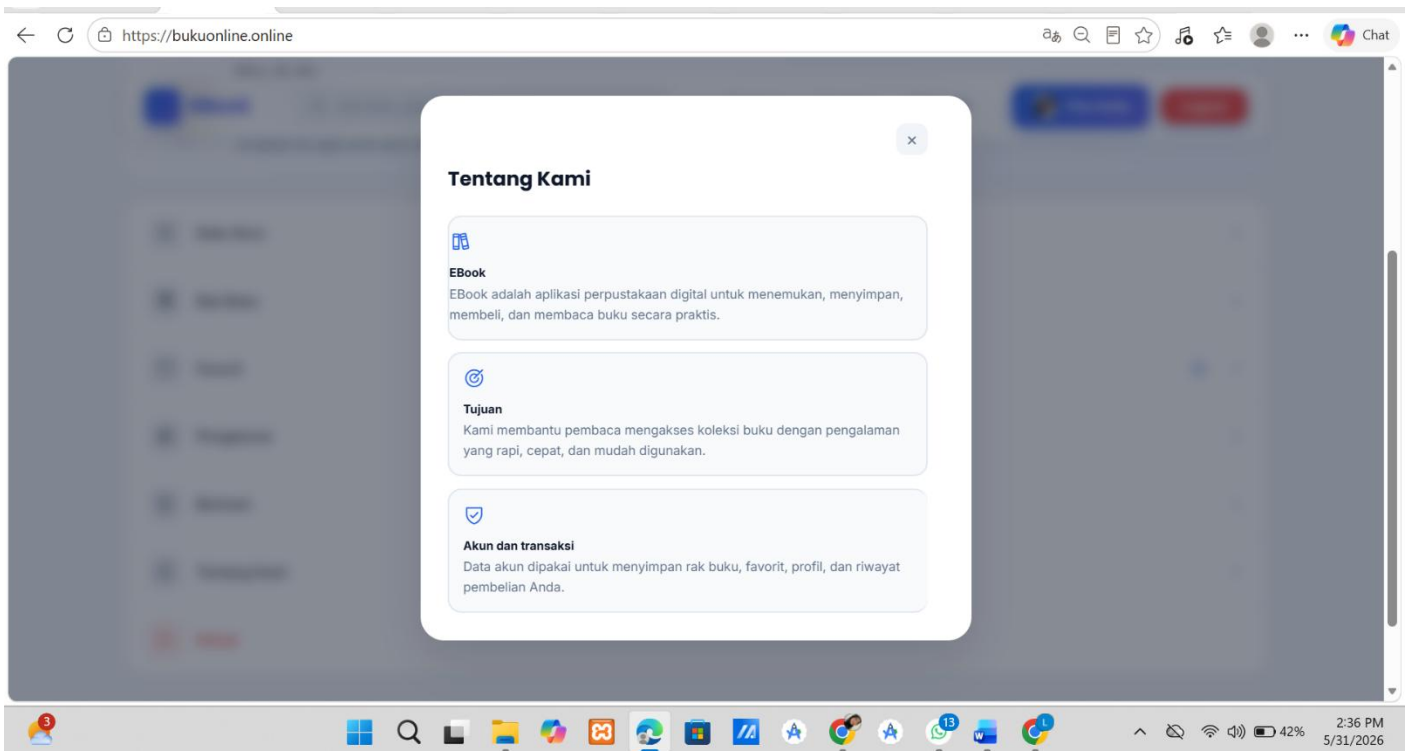 https://bukuonline.online
Chat
Tentang Kami
EBook
EBook adalah aplikasi perpustakaan digital untuk menemukan, menyimpan,
membeli, dan membaca buku secara praktis.
Tujuan
Kami membantu pembaca mengakses koleksi buku dengan pengalaman
yang rapi, cepat, dan mudah digunakan.
Akun dan transaksi
Data akun dipakai untuk menyimpan rak buku, favorit, profil, dan riwayat
pembelian Anda.
3
13
42%
2:36 PM
5/31/2026